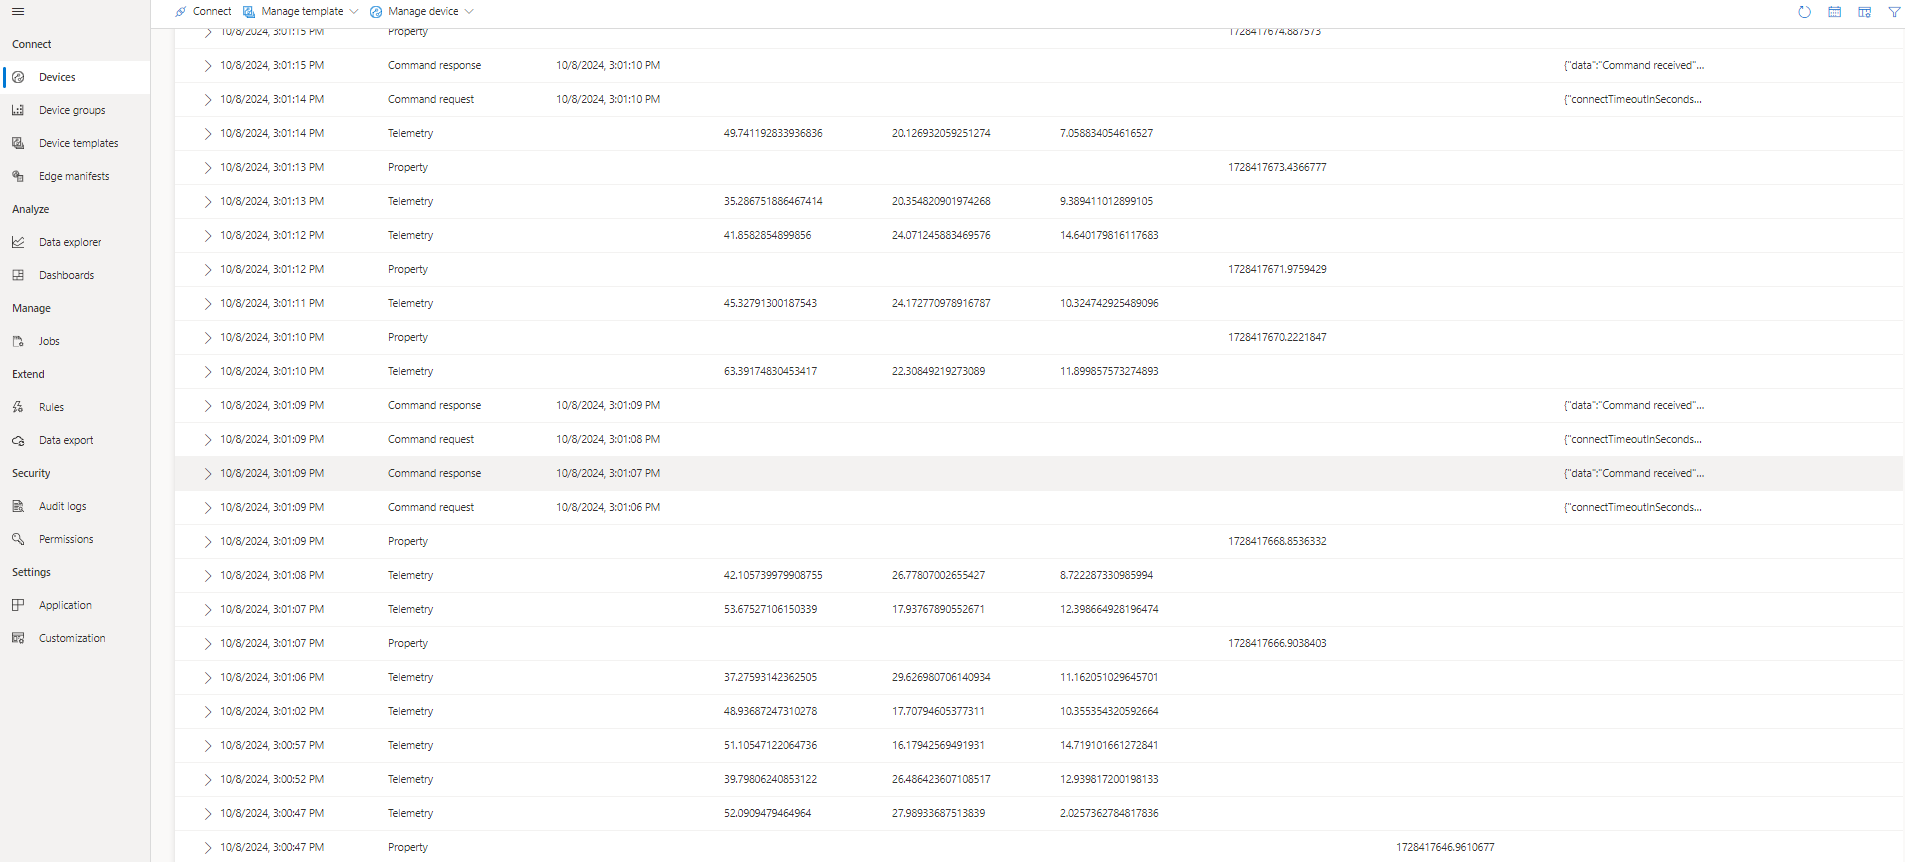 Connect Manage template Manage device
Connect
Devices
Device groups
Device templates
Edge manifests
Analyze
Data explorer
Dashboards
Manage
Jobs
Extend
Rules
Data export
Security
Audit logs
Permissions
Settings
Application
Customization
10/8/2024, 3:01:15 PM Property 1728417674.887573
10/8/2024, 3:01:15 PM Command response 10/8/2024, 3:01:10 PM {"data":"Command received"...
10/8/2024, 3:01:14 PM Command request 10/8/2024, 3:01:10 PM {"connectTimeoutInSeconds...
10/8/2024, 3:01:14 PM Telemetry 49.741192833936836 20.126932059251274 7.058834054616527
10/8/2024, 3:01:13 PM Property 1728417673.4366777
10/8/2024, 3:01:13 PM Telemetry 35.286751886467414 20.354820901974268 9.389411012899105
10/8/2024, 3:01:12 PM Telemetry 41.8582854899856 24.071245883469576 14.640179816117683
10/8/2024, 3:01:12 PM Property 1728417671.9759429
10/8/2024, 3:01:11 PM Telemetry 45.32791300187543 24.172770978916787 10.324742925489096
10/8/2024, 3:01:10 PM Property 1728417670.2221847
10/8/2024, 3:01:10 PM Telemetry 63.39174830453417 22.30849219273089 11.899857573274893
10/8/2024, 3:01:09 PM Command response 10/8/2024, 3:01:09 PM {"data":"Command received"...
10/8/2024, 3:01:09 PM Command request 10/8/2024, 3:01:08 PM {"connectTimeoutInSeconds...
10/8/2024, 3:01:09 PM Command response 10/8/2024, 3:01:07 PM {"data":"Command received"...
10/8/2024, 3:01:09 PM Command request 10/8/2024, 3:01:06 PM {"connectTimeoutInSeconds...
10/8/2024, 3:01:09 PM Property 1728417668.8536332
10/8/2024, 3:01:08 PM Telemetry 42.105739979908755 26.77807002655427 8.722287330985994
10/8/2024, 3:01:07 PM Telemetry 53.67527106150339 17.93767890552671 12.398664928196474
10/8/2024, 3:01:07 PM Property 1728417666.9038403
10/8/2024, 3:01:06 PM Telemetry 37.27593142362505 29.626980706140934 11.162051029645701
10/8/2024, 3:01:02 PM Telemetry 48.93687247310278 17.70794605377311 10.355354320592664
10/8/2024, 3:00:57 PM Telemetry 51.10547122064736 16.17942569491931 14.719101661272841
10/8/2024, 3:00:52 PM Telemetry 39.79806240853122 26.486423607108517 12.939817200198133
10/8/2024, 3:00:47 PM Telemetry 52.0909479464964 27.98933687513839 2.0257362784817836
10/8/2024, 3:00:47 PM Property 1728417646.9610677